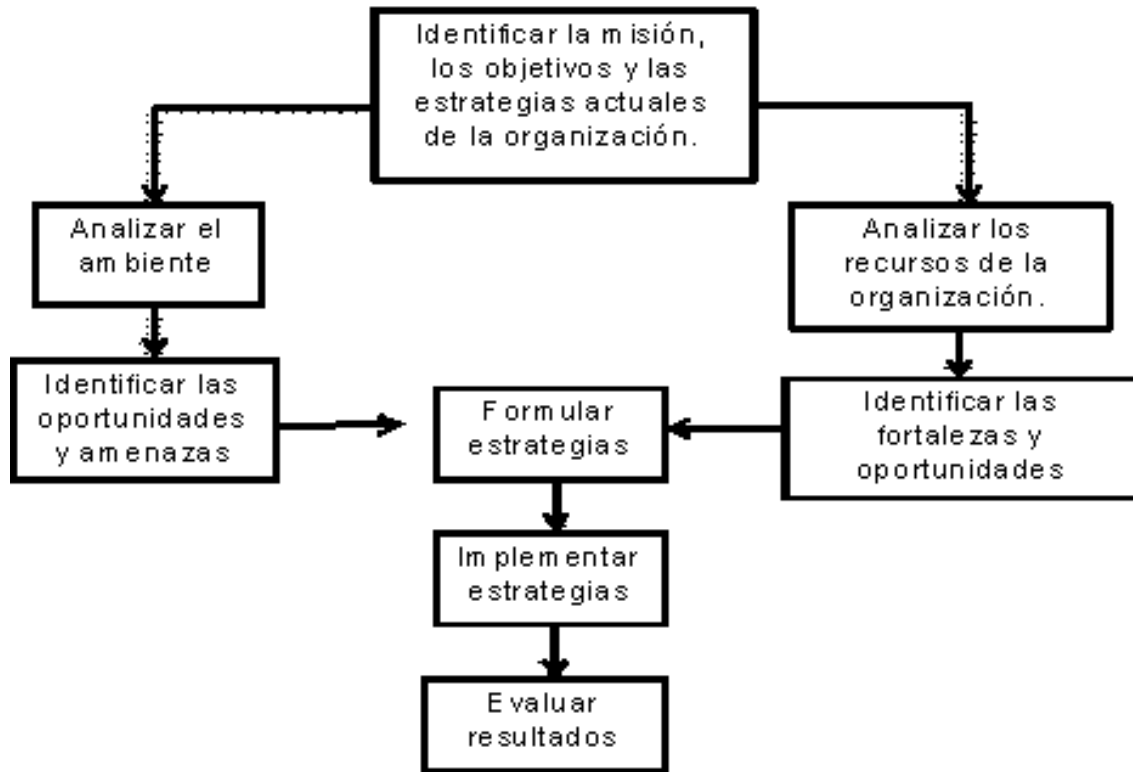 Identificar la misión,
los objetivos y las
estrategias actuales
de la organización.
Analizar el
ambiente
Analizar los
recursos de la
organización.
Identificar las
oportunidades
y amenazas
Formular
estrategias
Identificar las
fortalezas y
oportunidades
Implementar
estrategias
Evaluar
resultados